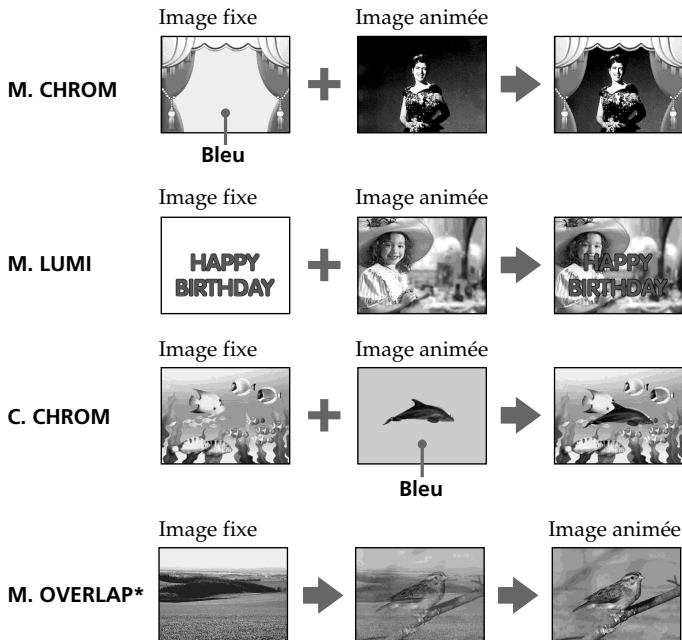 Image fixe
Image animée
M. CHROM
Bleu
Image fixe
Image animée
M. LUMI
HAPPY
BIRTHDAY
HAPPY
BIRTHDAY
Image fixe
Image animée
C. CHROM
Bleu
Image fixe
Image animée
M. OVERLAP*